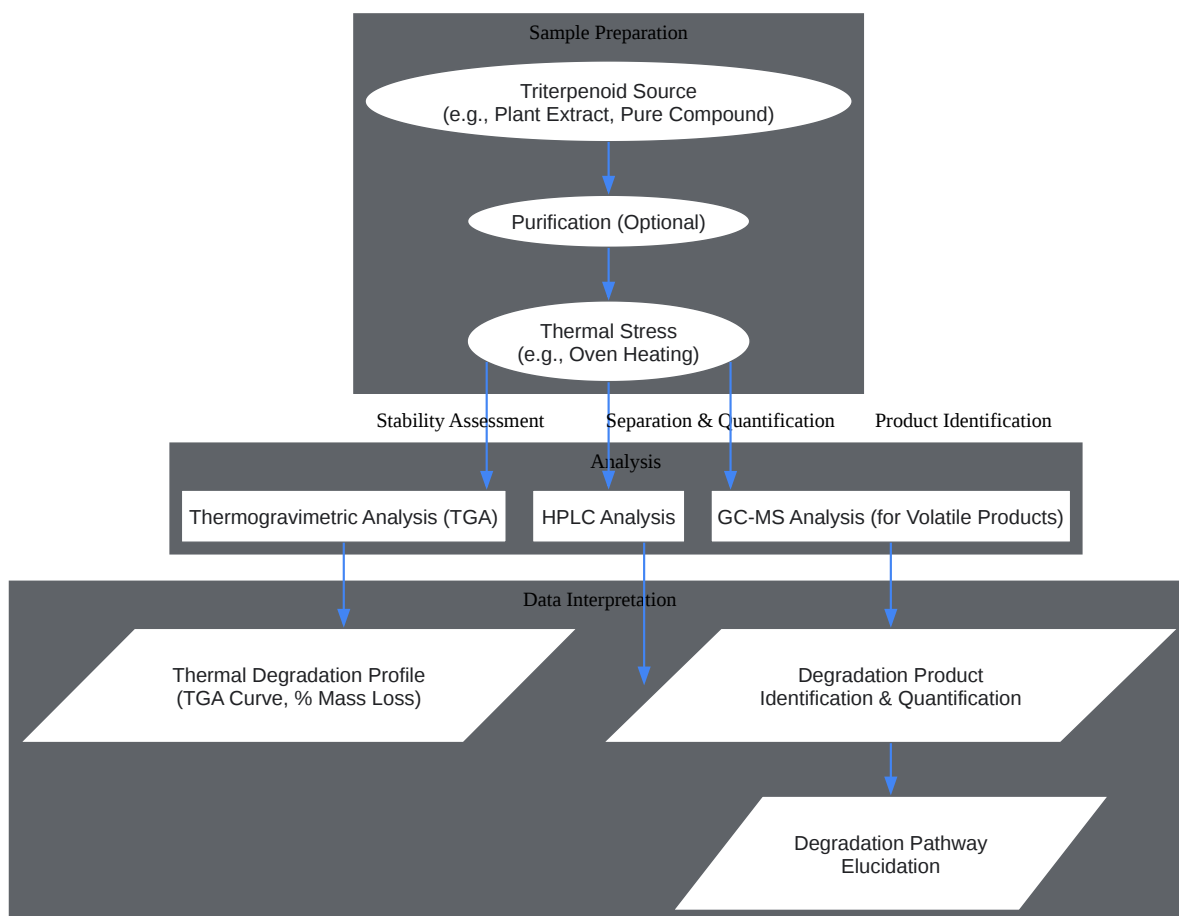 Sample Preparation
Triterpenoid Source
(e.g., Plant Extract, Pure Compound)
Purification (Optional)
Thermal Stress
(e.g., Oven Heating)
Stability Assessment
Separation & Quantification
Product Identification
Analysis
Thermogravimetric Analysis (TGA)
HPLC Analysis
GC-MS Analysis (for Volatile Products)
Data Interpretation
Thermal Degradation Profile
(TGA Curve, % Mass Loss)
Degradation Product
Identification & Quantification
Degradation Pathway
Elucidation